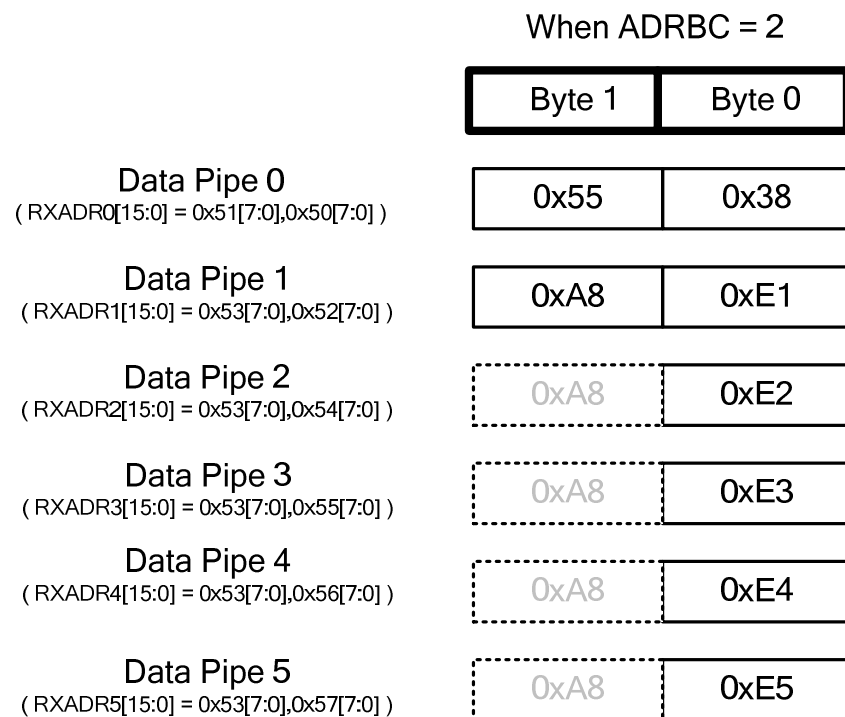 When ADRBC = 2
Byte 1 Byte 0
Data Pipe 0
( RXADR0[15:0] = 0x51[7:0],0x50[7:0] )
0x55 0x38
Data Pipe 1
( RXADR1[15:0] = 0x53[7:0],0x52[7:0] )
0xA8 0xE1
Data Pipe 2
( RXADR2[15:0] = 0x53[7:0],0x54[7:0] )
0xA8 0xE2
Data Pipe 3
( RXADR3[15:0] = 0x53[7:0],0x55[7:0] )
0xA8 0xE3
Data Pipe 4
( RXADR4[15:0] = 0x53[7:0],0x56[7:0] )
0xA8 0xE4
Data Pipe 5
( RXADR5[15:0] = 0x53[7:0],0x57[7:0] )
0xA8 0xE5